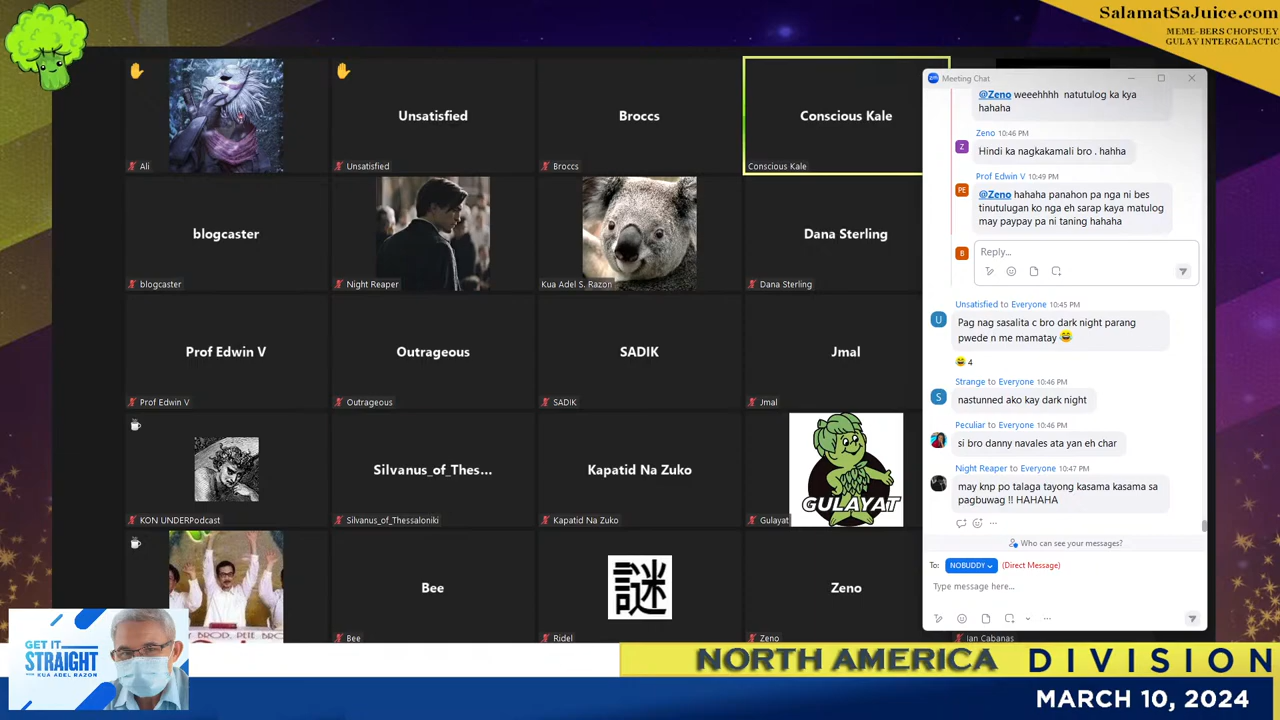 SalamatSaJuice.com
MEME-BERS CHOPSUEY
GULAY INTERGALACTIC
Ali
Unsatisfied
Unsatisfied
Broccs
Broccs
Conscious Kale
Conscious Kale
blogcaster
blogcaster
Night Reaper
Kua Adel S. Razon
Dana Sterling
Dana Sterling
Prof Edwin V
Prof Edwin V
Outrageous
Outrageous
SADIK
SADIK
Jmal
Jmal
KON UNDERPodcast
Silvanus_of_Thes...
Silvanus_of_Thessaloniki
Kapatid Na Zuko
Kapatid Na Zuko
GULAYAT
Gulayat
Bee
Bee
謎
Ridel
Zeno
Zeno
Ian Cabanas
Meeting Chat
@Zeno weeehhhh natutulog ka kya
hahaha
Zeno 10:46 PM
Z
Hindi ka nagkakamali bro . hahha
Prof Edwin V 10:49 PM
PE
@Zeno hahaha panahon pa nga ni bes
tinutulugan ko nga eh sarap kaya matulog
may paypay pa ni taning hahaha
B
Reply...
Unsatisfied to Everyone 10:45 PM
U
Pag nag sasalita c bro dark night parang
pwede n me mamatay 😂
😂 4
Strange to Everyone 10:46 PM
S
nastunned ako kay dark night
Peculiar to Everyone 10:46 PM
si bro danny navales ata yan eh char
Night Reaper to Everyone 10:47 PM
may knp po talaga tayong kasama kasama sa
pagbuwag !! HAHAHA
Who can see your messages?
To: NOBUDDY (Direct Message)
Type message here...
GET IT
STRAIGHT
KUA ADEL RAZON
NORTH AMERICA DIVISION
MARCH 10, 2024